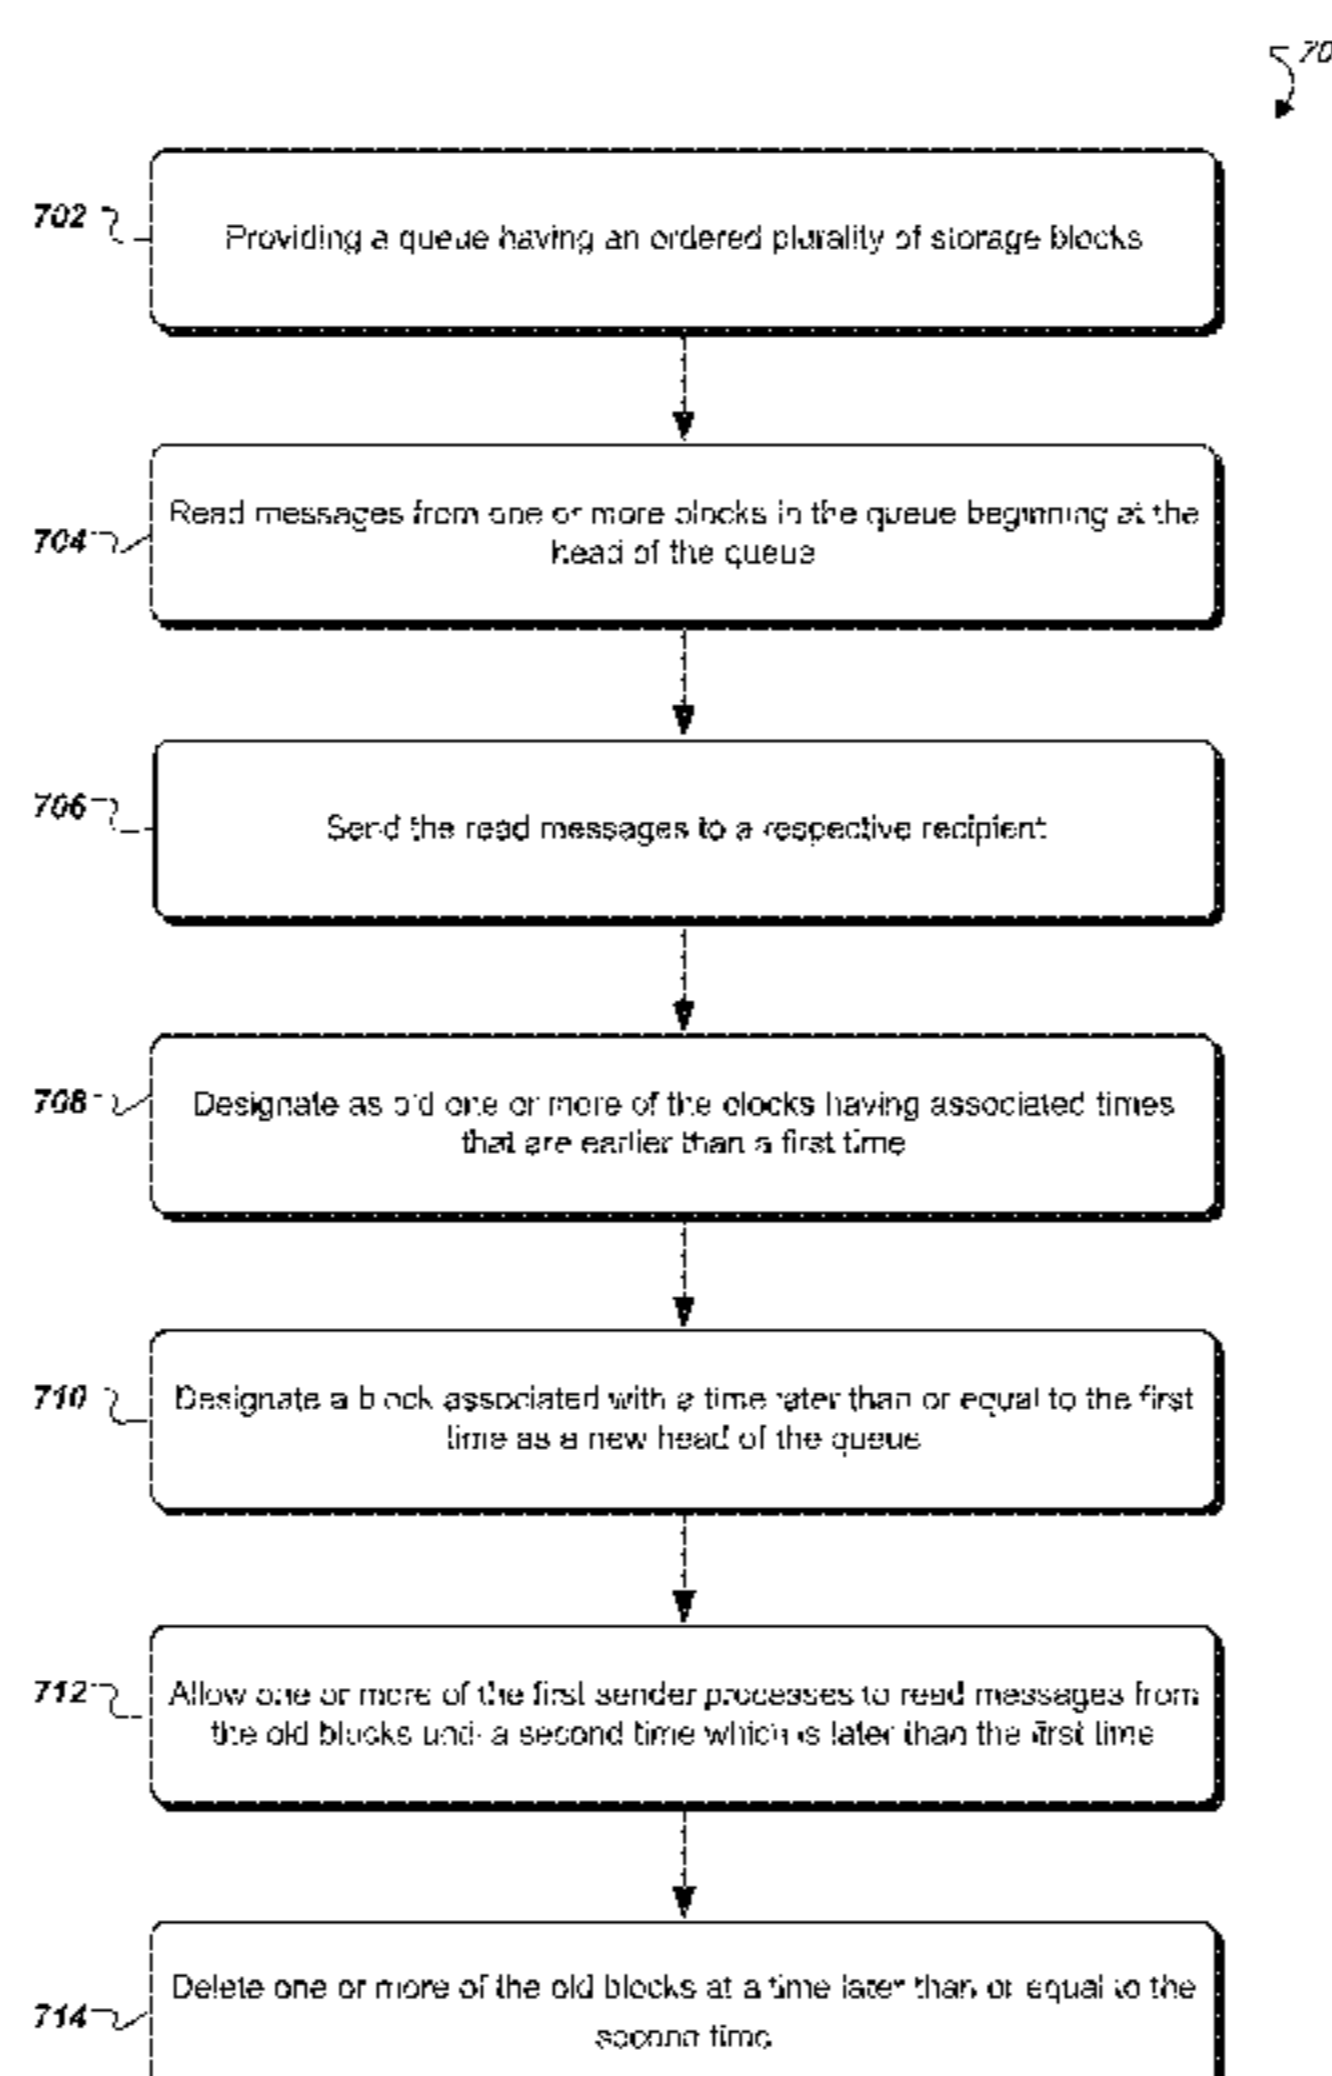 70
702
Providing a queue having an ordered plurality of storage blocks
704
Read messages from one or more blocks in the queue beginning at the
head of the queue
706
Send the read messages to a respective recipient
708
Designate as old one or more of the blocks having associated times
that are earlier than a first time
710
Designate a block associated with a time later than or equal to the first
time as a new head of the queue
712
Allow one or more of the first sender processes to read messages from
the old blocks until a second time which is later than the first time
714
Delete one or more of the old blocks at a time later than or equal to the
second time